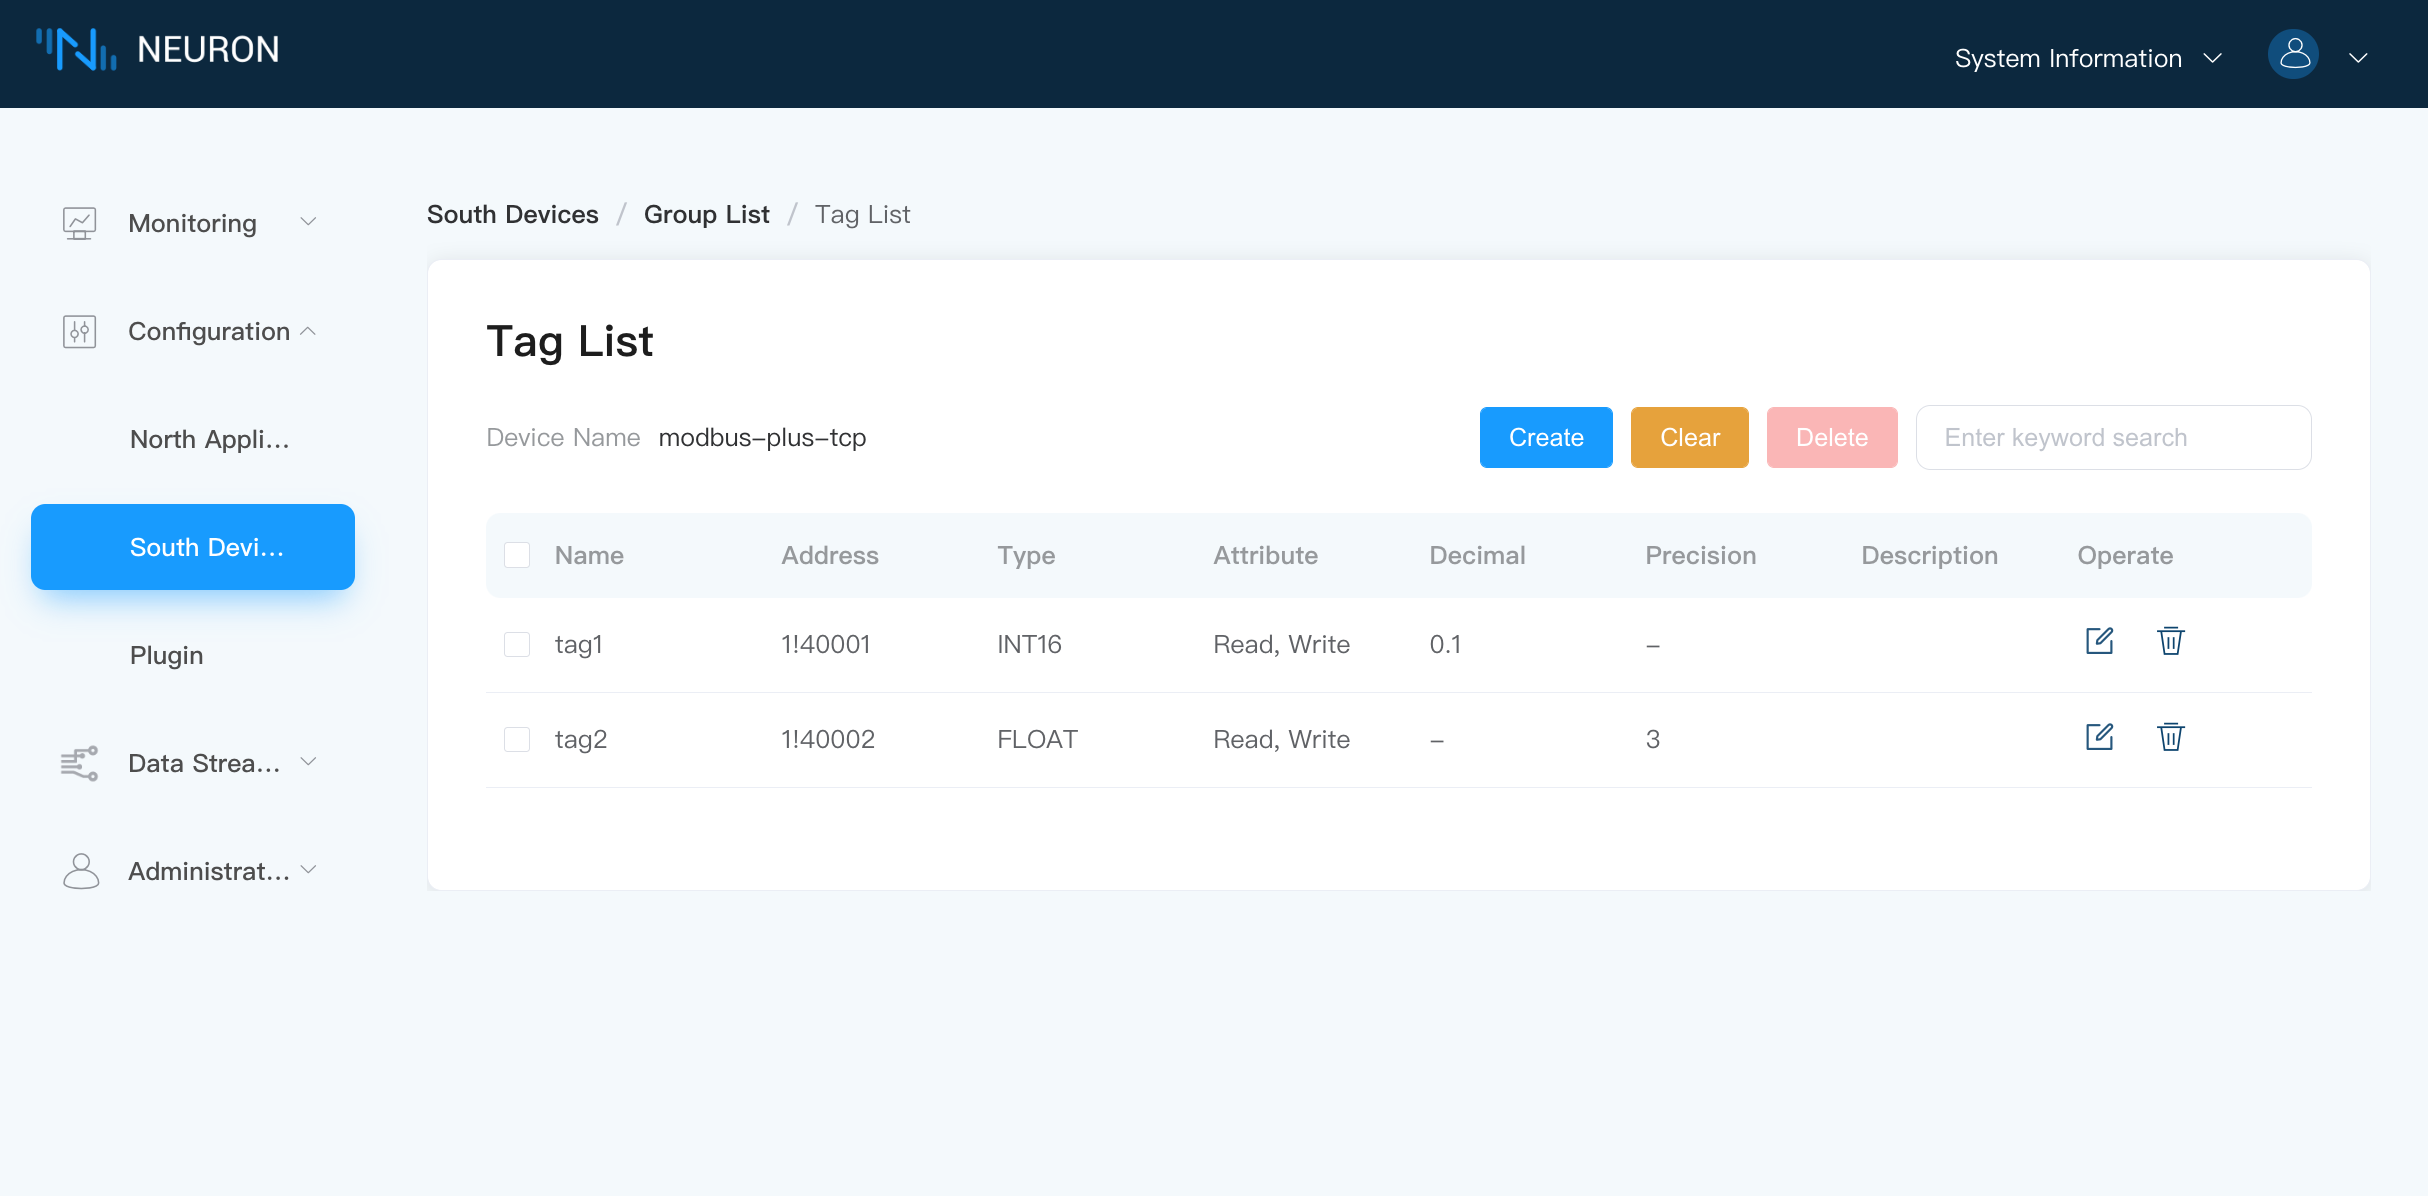 NEURON
System Information
Monitoring
Configuration
North Appli...
South Devi...
Plugin
Data Strea...
Administrat...
South Devices / Group List / Tag List
Tag List
Device Name modbus-plus-tcp
Create Clear Delete Enter keyword search
Name Address Type Attribute Decimal Precision Description Operate
tag1 1!40001 INT16 Read, Write 0.1 -
tag2 1!40002 FLOAT Read, Write - 3